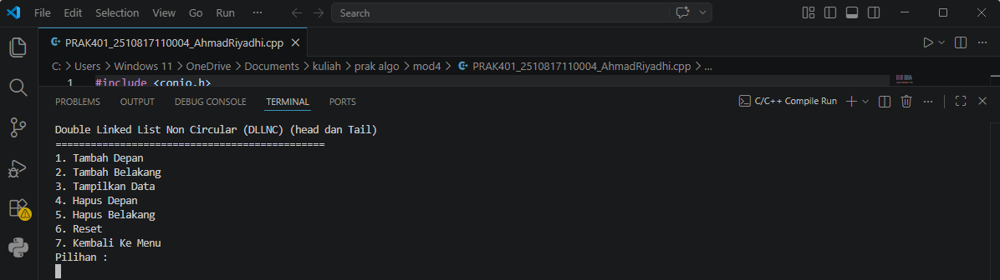 File Edit Selection View Go Run ··· Search
PRAK401_2510817110004_AhmadRiyadhi.cpp
C: > Users > Windows 11 > OneDrive > Documents > kuliah > prak algo > mod4 > PRAK401_2510817110004_AhmadRiyadhi.cpp > ...
1 #include <conio.h>
PROBLEMS OUTPUT DEBUG CONSOLE TERMINAL PORTS C/C++ Compile Run
Double Linked List Non Circular (DLLNC) (head dan Tail)
==============================================
1. Tambah Depan
2. Tambah Belakang
3. Tampilkan Data
4. Hapus Depan
5. Hapus Belakang
6. Reset
7. Kembali Ke Menu
Pilihan :